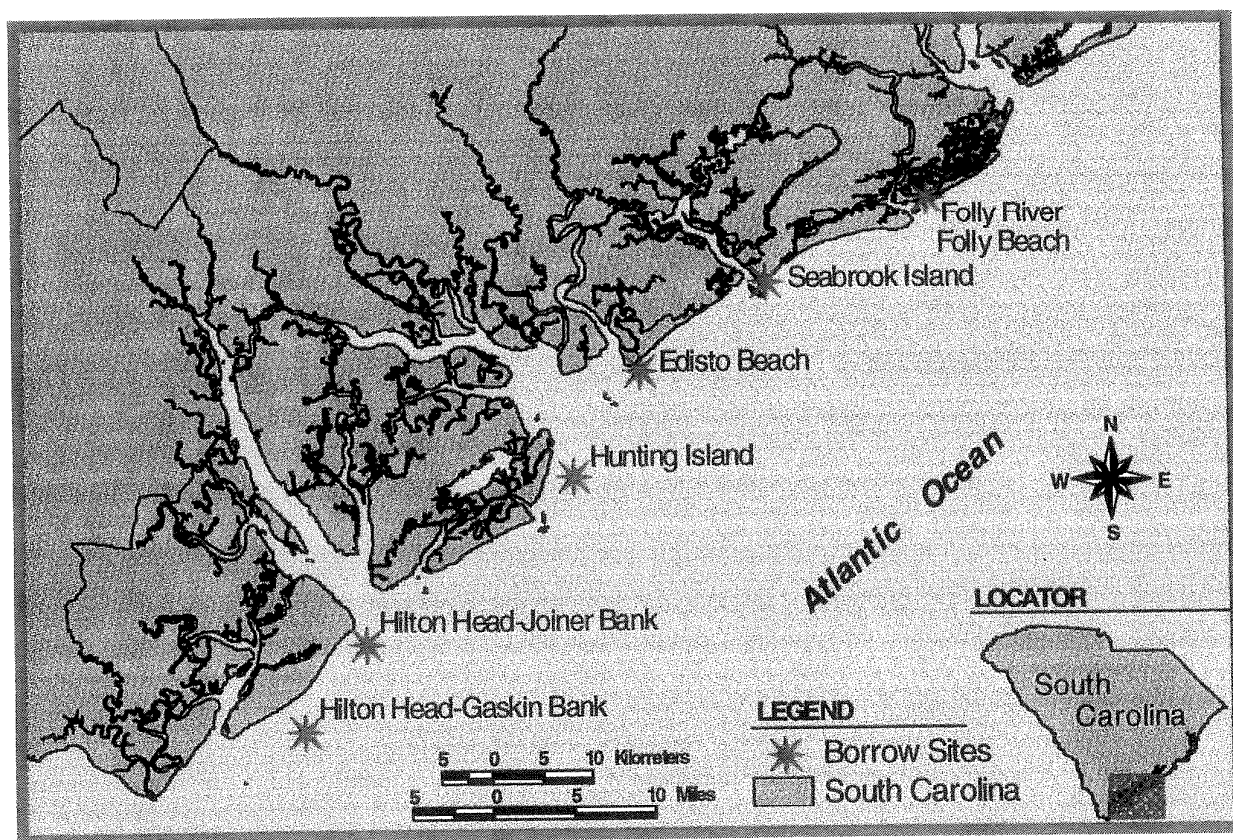 Folly River
Folly Beach
Seabrook Island
Edisto Beach
Hunting Island
Hilton Head-Joiner Bank
Hilton Head-Gaskin Bank
Atlantic Ocean
N
W E
S
LOCATOR
South
Carolina
LEGEND
Borrow Sites
South Carolina
5 0 5 10 Kilometers
5 0 5 10 Miles